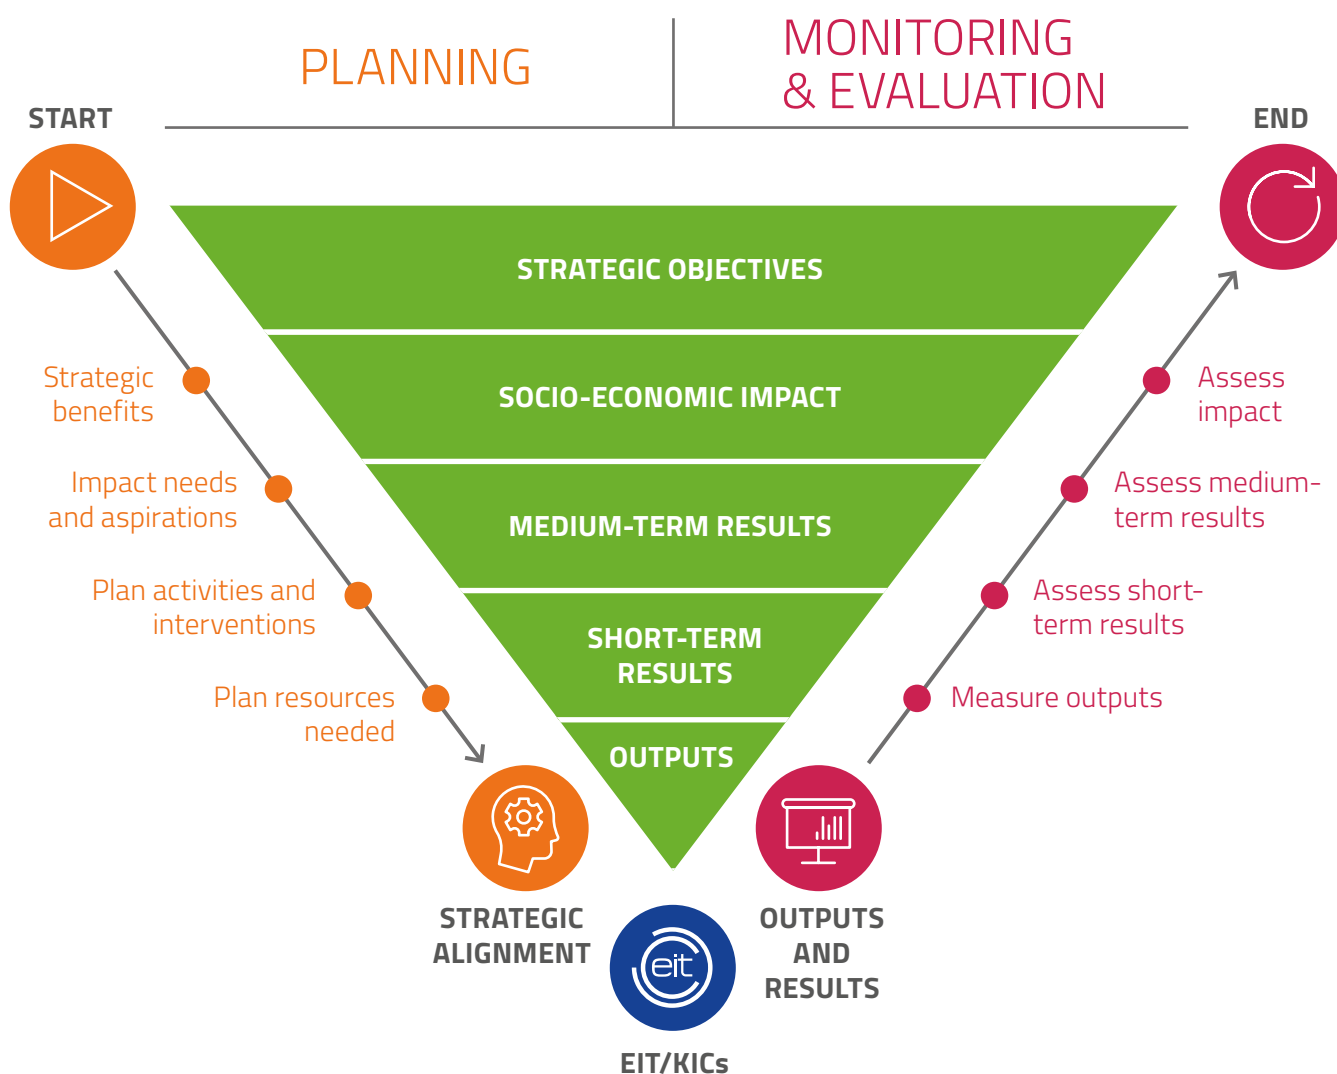 PLANNING
MONITORING
& EVALUATION
START
END
STRATEGIC OBJECTIVES
SOCIO-ECONOMIC IMPACT
MEDIUM-TERM RESULTS
SHORT-TERM
RESULTS
OUTPUTS
Strategic
benefits
Impact needs
and aspirations
Plan activities and
interventions
Plan resources
needed
Assess
impact
Assess medium-
term results
Assess short-
term results
Measure outputs
STRATEGIC
ALIGNMENT
OUTPUTS
AND
RESULTS
eit
EIT/KICs